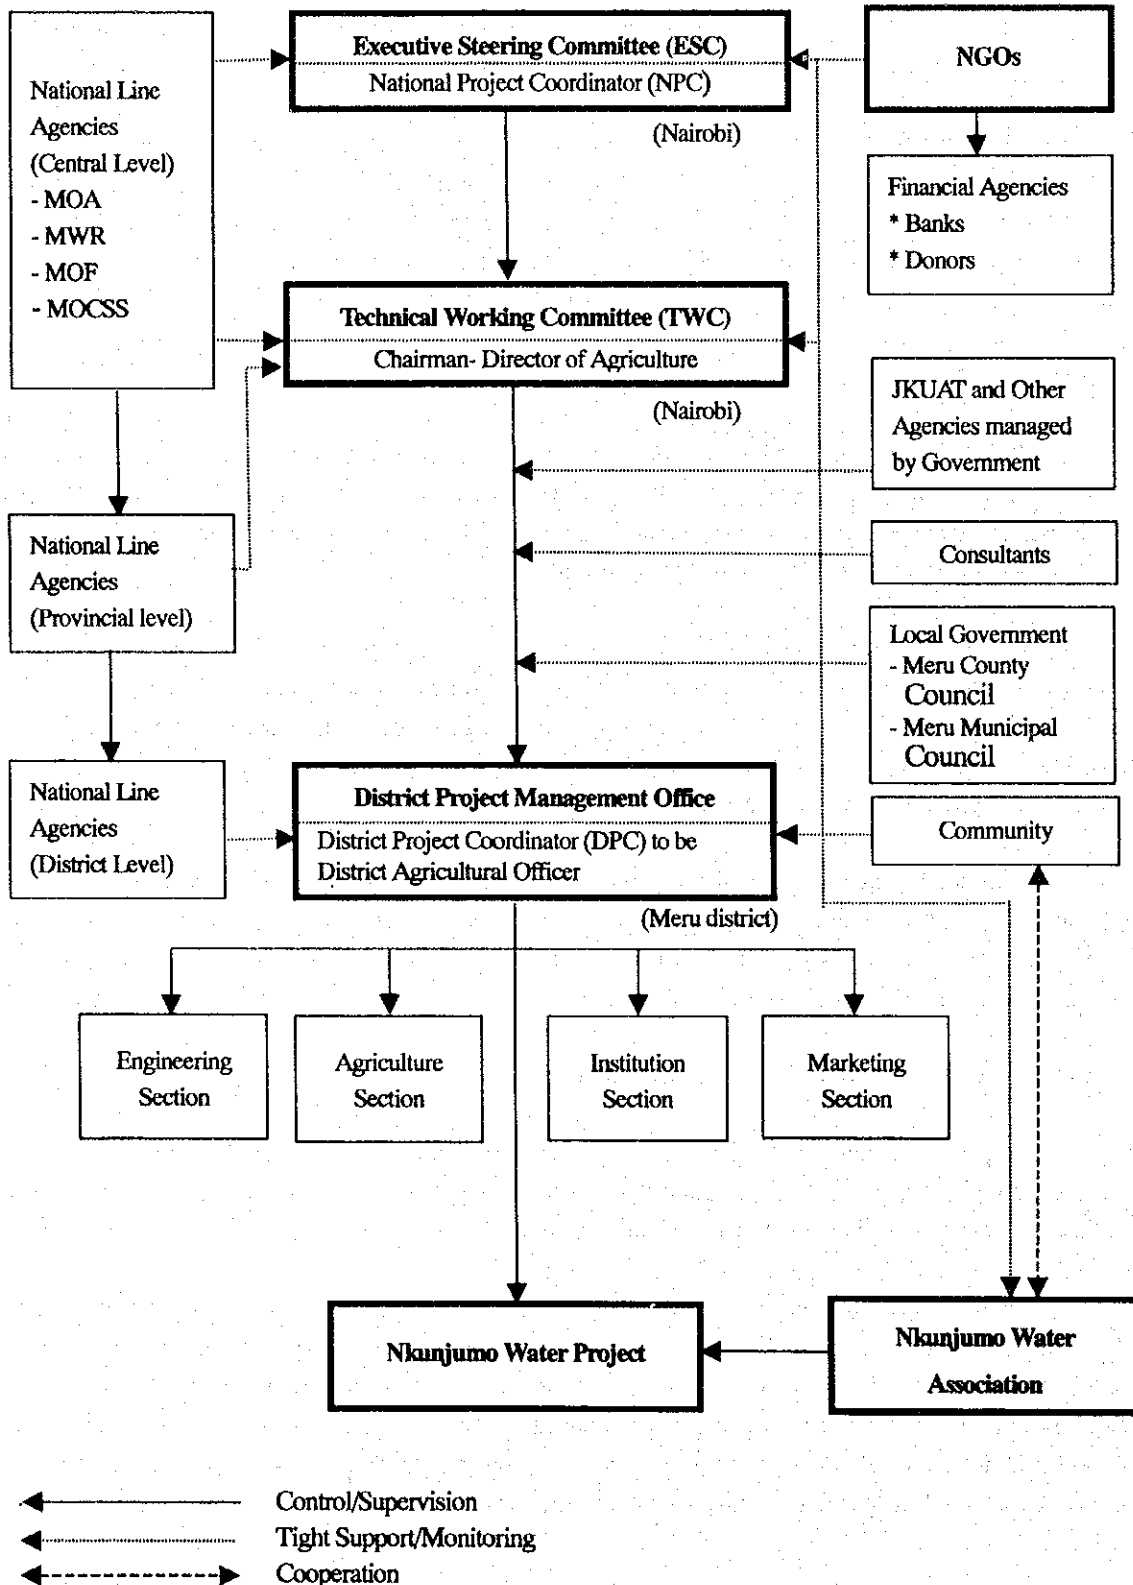 Executive Steering Committee (ESC)
National Project Coordinator (NPC)
(Nairobi)
NGOs
National Line
Agencies
(Central Level)
- MOA
- MWR
- MOF
- MOCSS
Financial Agencies
* Banks
* Donors
Technical Working Committee (TWC)
Chairman- Director of Agriculture
(Nairobi)
JKUAT and Other
Agencies managed
by Government
National Line
Agencies
(Provincial level)
Consultants
Local Government
- Meru County
Council
- Meru Municipal
Council
National Line
Agencies
(District Level)
District Project Management Office
District Project Coordinator (DPC) to be
District Agricultural Officer
(Meru district)
Community
Engineering
Section
Agriculture
Section
Institution
Section
Marketing
Section
Nkunjumo Water Project
Nkunjumo Water
Association
Control/Supervision
Tight Support/Monitoring
Cooperation